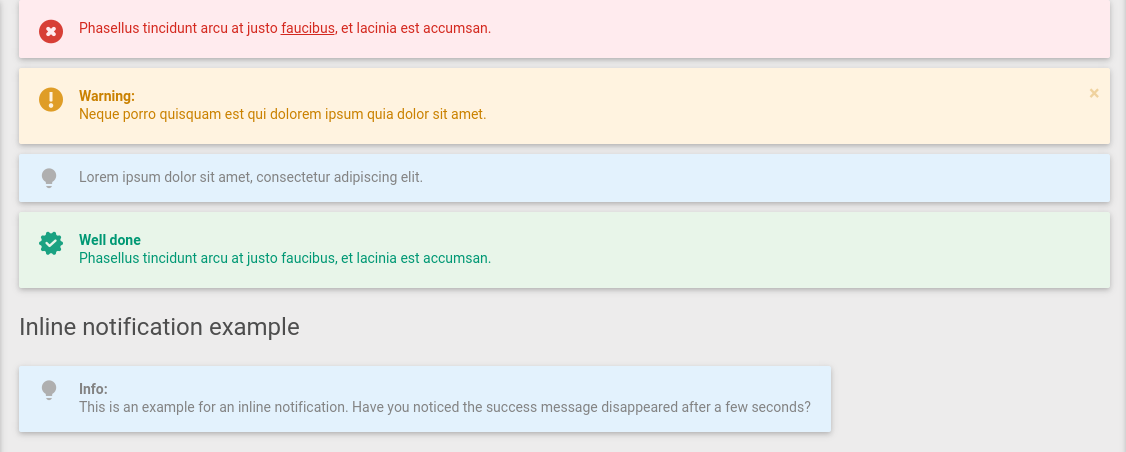 Phasellus tincidunt arcu at justo faucibus, et lacinia est accumsan.
Warning:
Neque porro quisquam est qui dolorem ipsum quia dolor sit amet.
×
Lorem ipsum dolor sit amet, consectetur adipiscing elit.
Well done
Phasellus tincidunt arcu at justo faucibus, et lacinia est accumsan.
Inline notification example
Info:
This is an example for an inline notification. Have you noticed the success message disappeared after a few seconds?